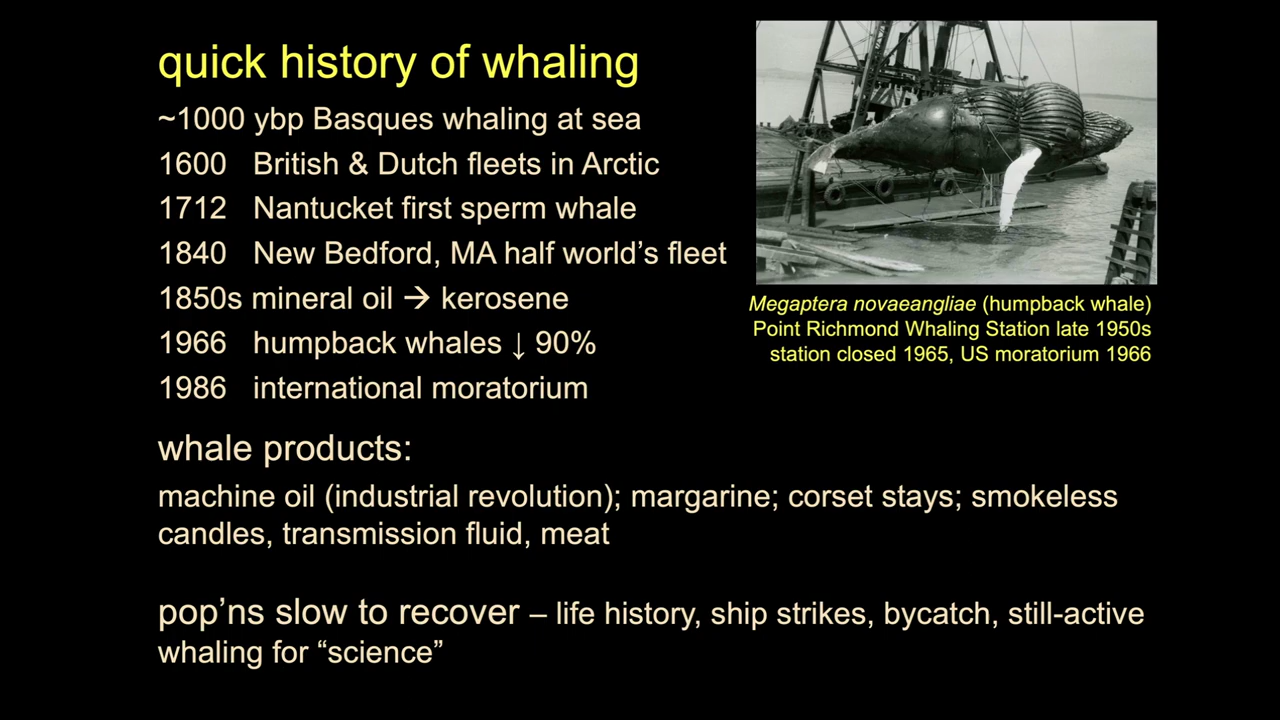 quick history of whaling
~1000 ybp Basques whaling at sea
1600 British & Dutch fleets in Arctic
1712 Nantucket first sperm whale
1840 New Bedford, MA half world’s fleet
1850s mineral oil → kerosene
1966 humpback whales ↓ 90%
1986 international moratorium
Megaptera novaeangliae (humpback whale)
Point Richmond Whaling Station late 1950s
station closed 1965, US moratorium 1966
whale products:
machine oil (industrial revolution); margarine; corset stays; smokeless
candles, transmission fluid, meat
pop’ns slow to recover – life history, ship strikes, bycatch, still-active
whaling for “science”